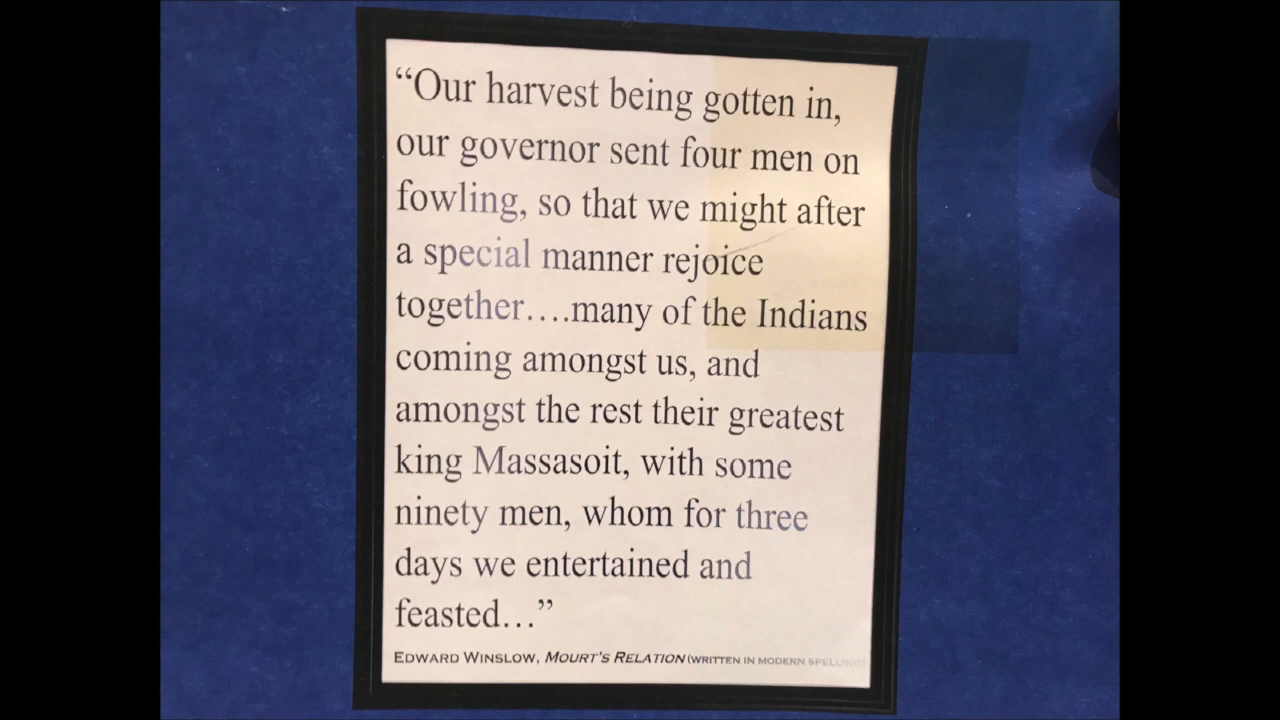 “Our harvest being gotten in,
our governor sent four men on
fowling, so that we might after
a special manner rejoice
together….many of the Indians
coming amongst us, and
amongst the rest their greatest
king Massasoit, with some
ninety men, whom for three
days we entertained and
feasted…”
EDWARD WINSLOW, MOURT'S RELATION (WRITTEN IN MODERN SPELLING)